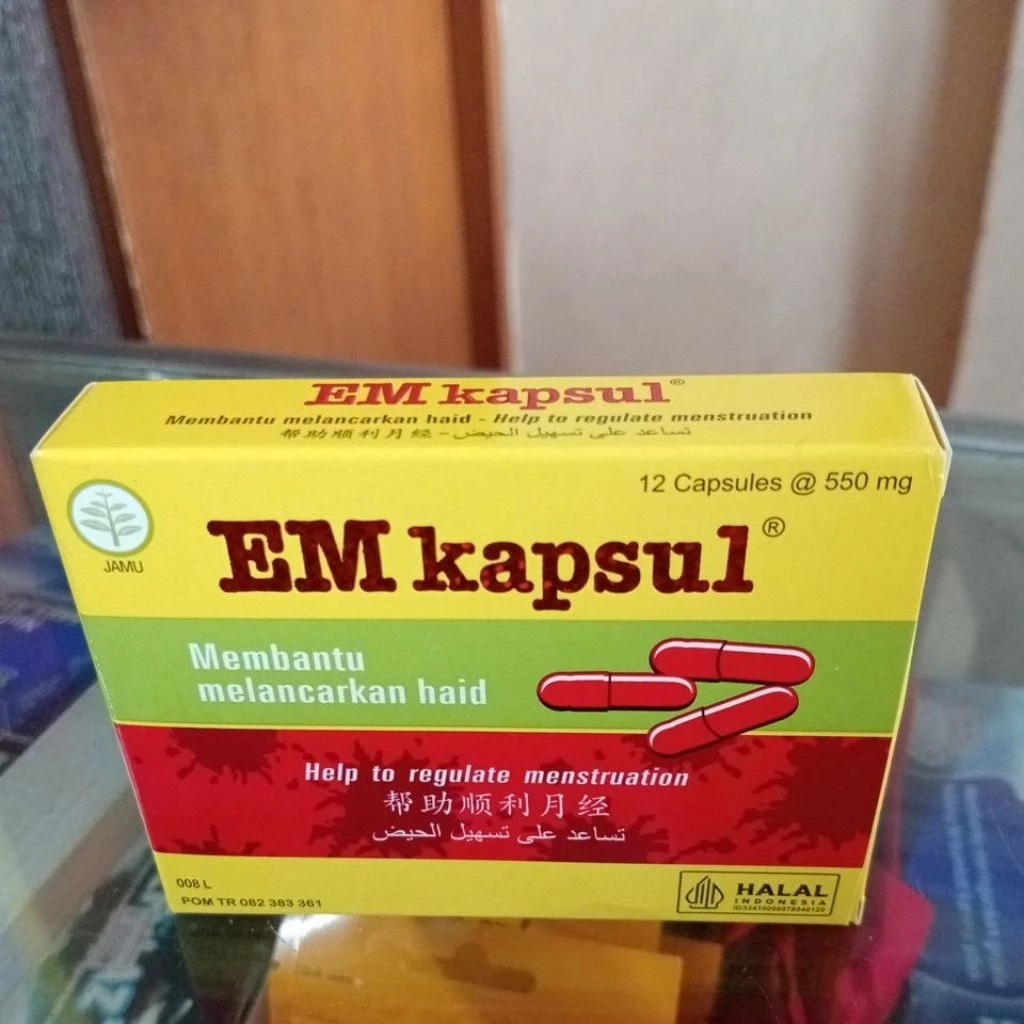 EM kapsul®
Membantu melancarkan haid - Help to regulate menstruation
帮助顺利月经 - تساعد على تسهيل الحيض
12 Capsules @ 550 mg
JAMU
EM kapsul®
Membantu
melancarkan haid
Help to regulate menstruation
帮助顺利月经
تساعد على تسهيل الحيض
008 L
POM TR 082 383 361
HALAL
INDONESIA